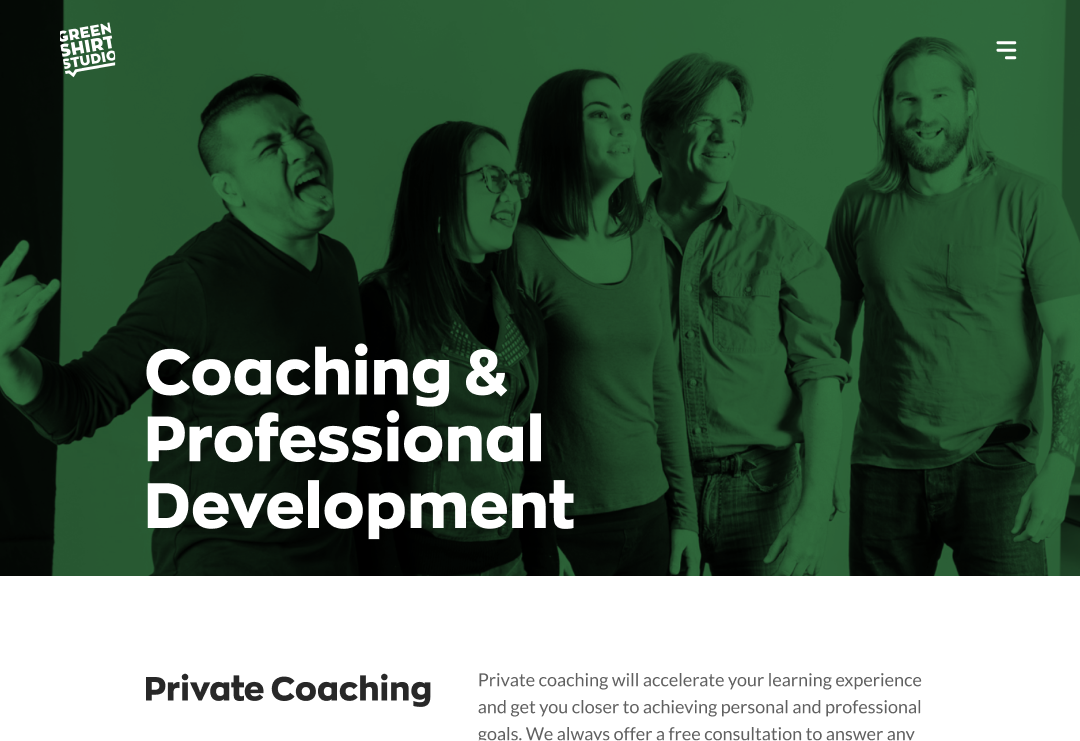 GREEN
SHIRT
STUDIO
Coaching &
Professional
Development
Private Coaching
Private coaching will accelerate your learning experience
and get you closer to achieving personal and professional
goals. We always offer a free consultation to answer any